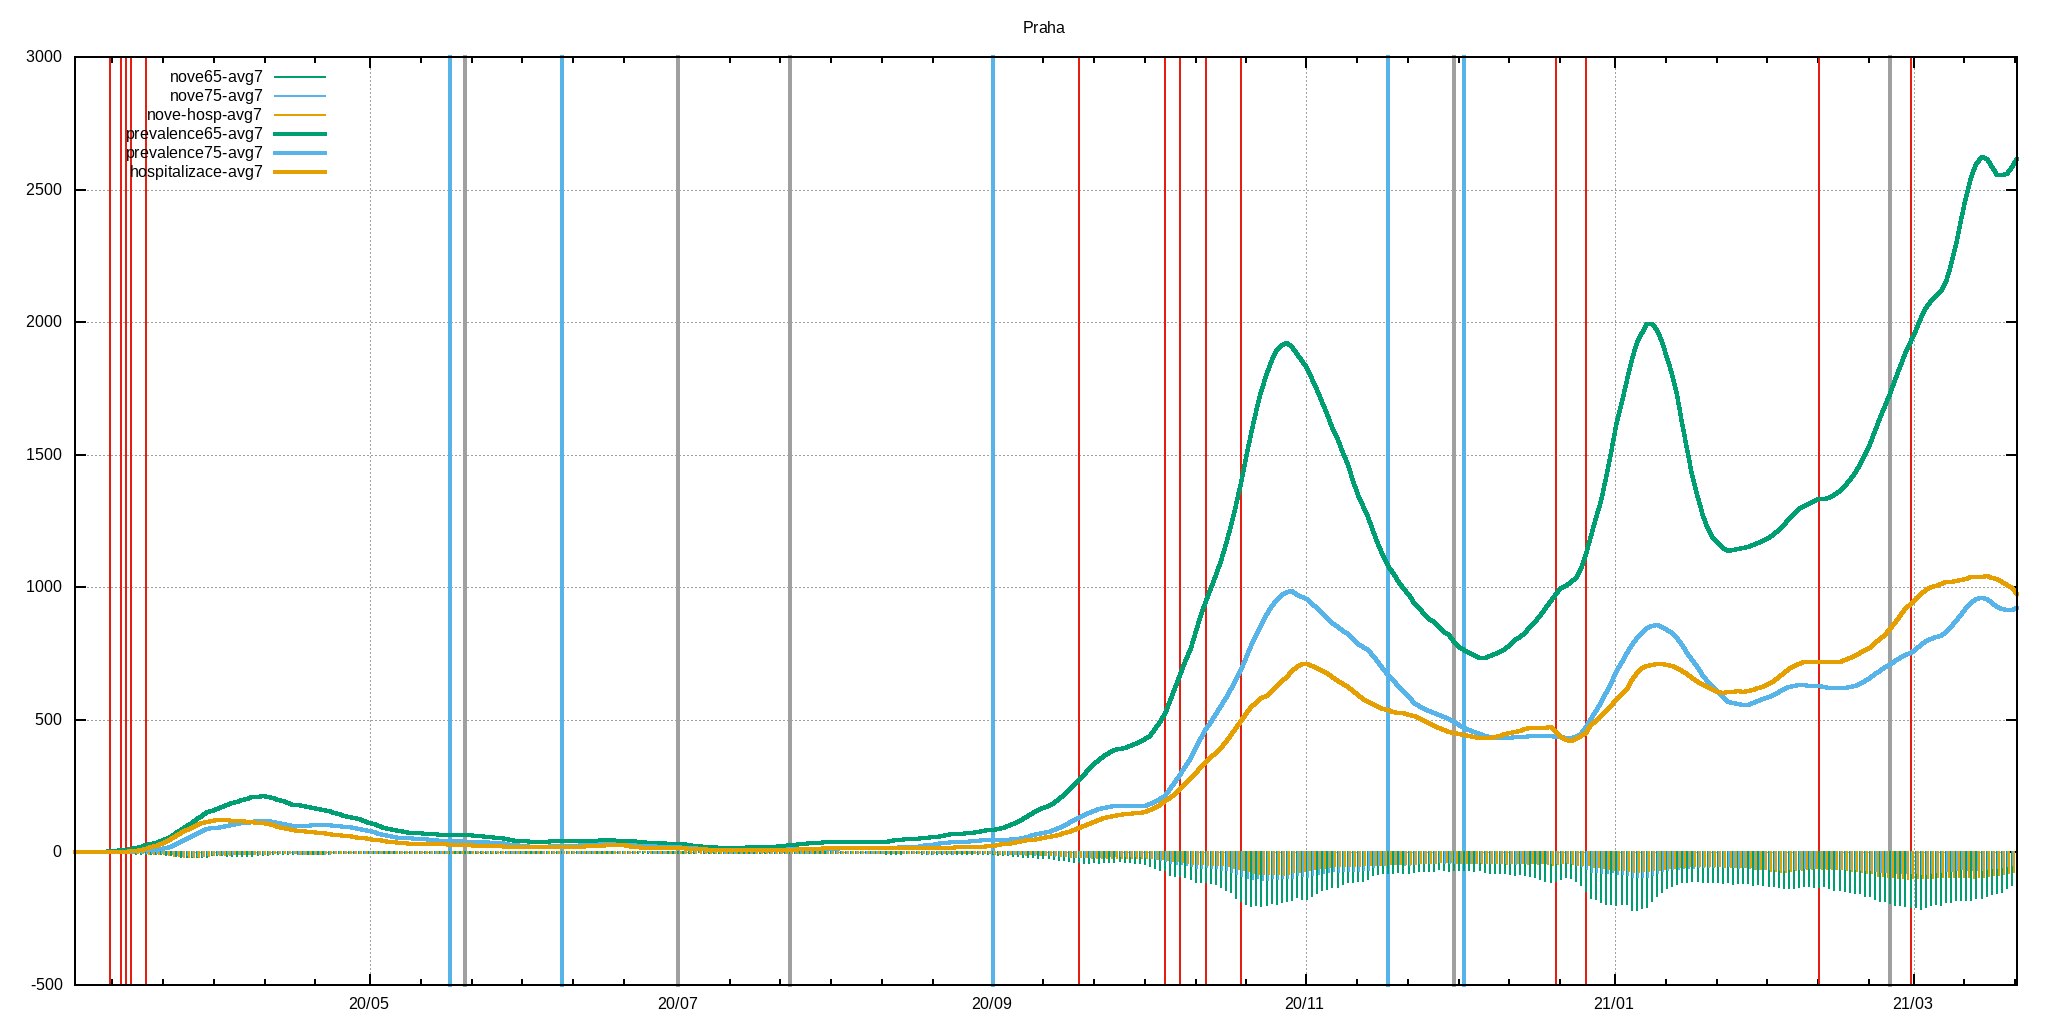 Praha
3000
2500
2000
1500
1000
500
0
-500
nove65-avg7
nove75-avg7
nove-hosp-avg7
prevalence65-avg7
prevalence75-avg7
hospitalizace-avg7
20/05
20/07
20/09
20/11
21/01
21/03